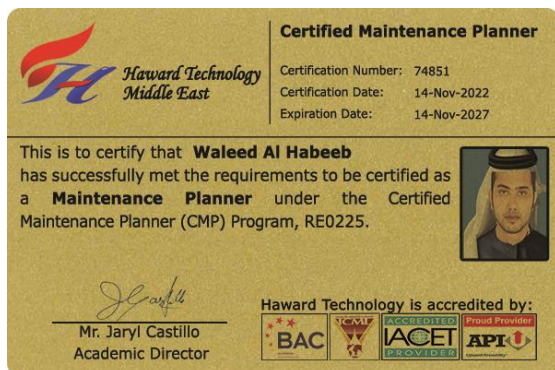 Haward Technology
Middle East
Certified Maintenance Planner
Certification Number: 74851
Certification Date: 14-Nov-2022
Expiration Date: 14-Nov-2027
This is to certify that Waleed Al Habeeb
has successfully met the requirements to be certified as
a Maintenance Planner under the Certified
Maintenance Planner (CMP) Program, RE0225.
Mr. Jaryl Castillo
Academic Director
Haward Technology is accredited by:
BAC
ACCREDITED
IACET
PROVIDER
Proud Provider
API U